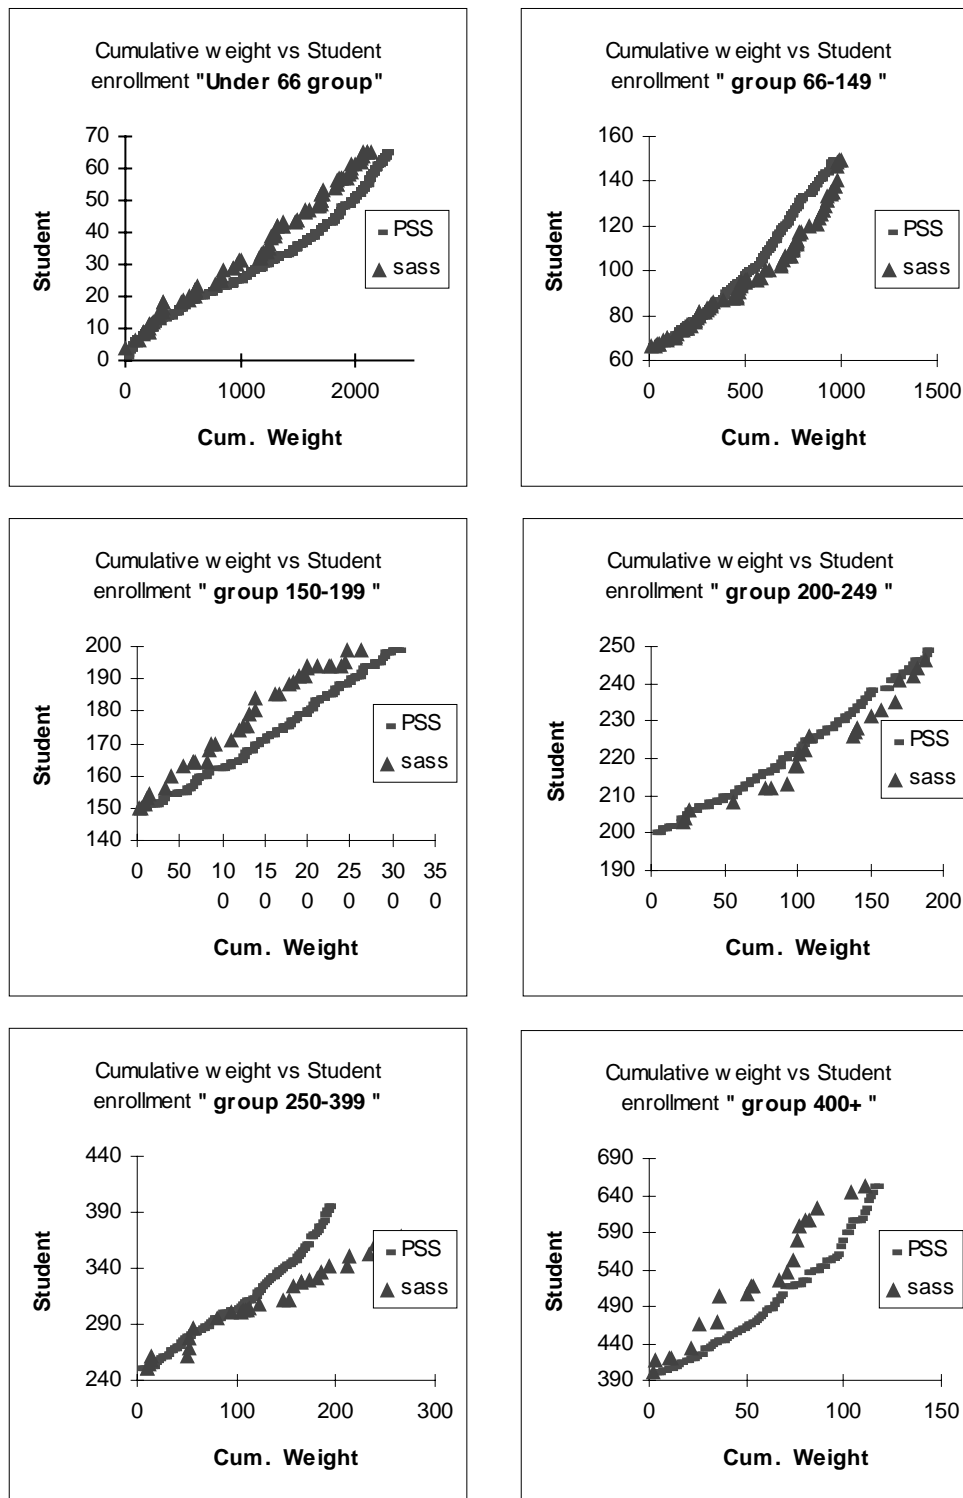 Cumulative weight vs Student
enrollment "Under 66 group"
70
60
50
40
30
20
10
0
Student
PSS
sass
0 1000 2000
Cum. Weight
Cumulative weight vs Student
enrollment " group 66-149 "
160
140
120
100
80
60
Student
PSS
sass
0 500 1000 1500
Cum. Weight
Cumulative weight vs Student
enrollment " group 150-199 "
200
190
180
170
160
150
140
Student
PSS
sass
0 50 10 15 20 25 30 35
0 0 0 0 0 0
Cum. Weight
Cumulative weight vs Student
enrollment " group 200-249 "
250
240
230
220
210
200
190
Student
PSS
sass
0 50 100 150 200
Cum. Weight
Cumulative weight vs Student
enrollment " group 250-399 "
440
390
340
290
240
Student
PSS
sass
0 100 200 300
Cum. Weight
Cumulative weight vs Student
enrollment " group 400+ "
690
640
590
540
490
440
390
Student
PSS
sass
0 50 100 150
Cum. Weight